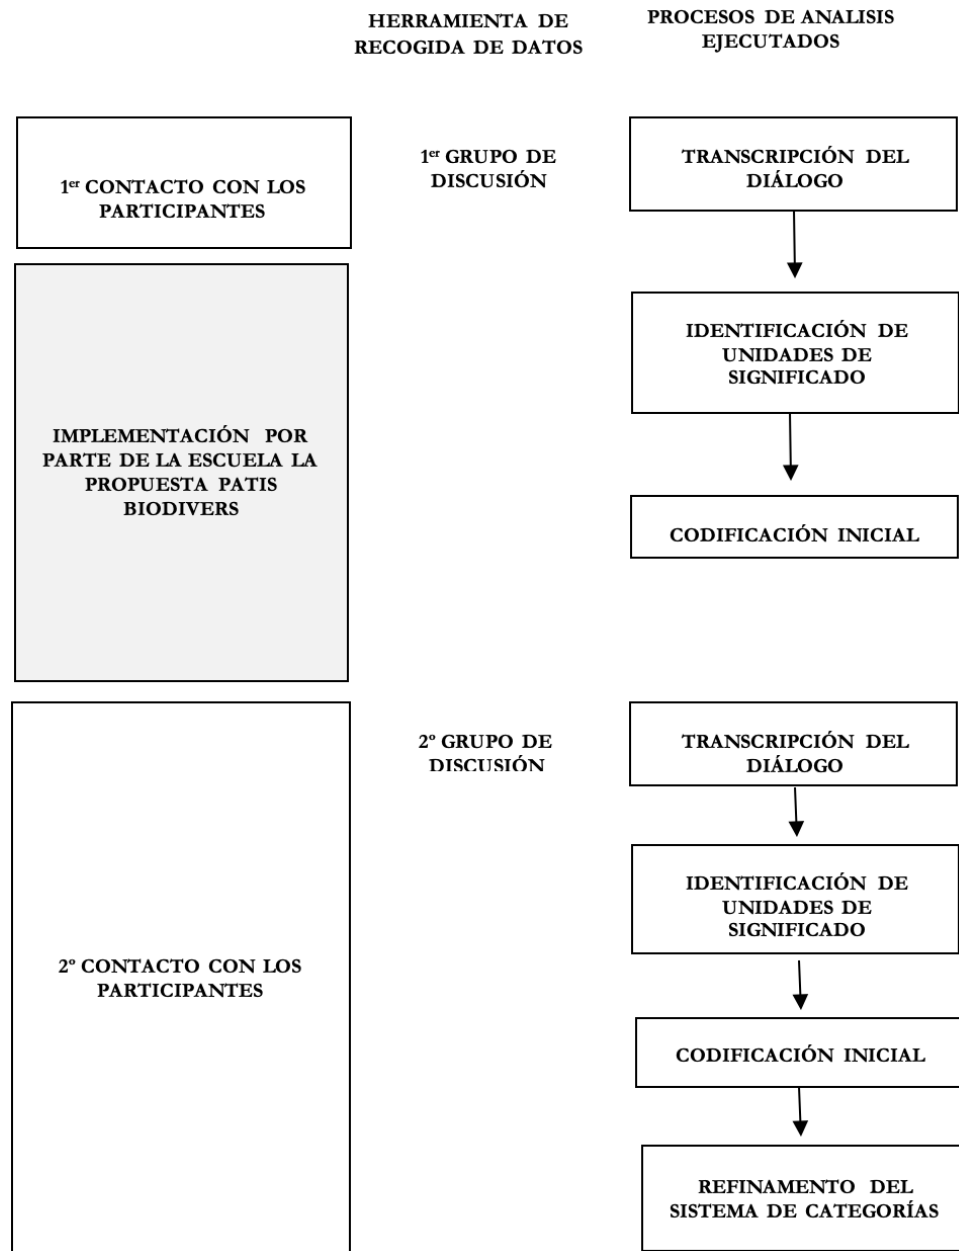 HERRAMIENTA DE
RECOGIDA DE DATOS
PROCESOS DE ANALISIS
EJECUTADOS
1er CONTACTO CON LOS
PARTICIPANTES
1er GRUPO DE
DISCUSIÓN
TRANSCRIPCIÓN DEL
DIÁLOGO
IDENTIFICACIÓN DE
UNIDADES DE
SIGNIFICADO
IMPLEMENTACIÓN POR
PARTE DE LA ESCUELA LA
PROPUESTA PATIS
BIODIVERS
CODIFICACIÓN INICIAL
2º GRUPO DE
DISCUSIÓN
TRANSCRIPCIÓN DEL
DIÁLOGO
IDENTIFICACIÓN DE
UNIDADES DE
SIGNIFICADO
2º CONTACTO CON LOS
PARTICIPANTES
CODIFICACIÓN INICIAL
REFINAMENTO DEL
SISTEMA DE CATEGORÍAS